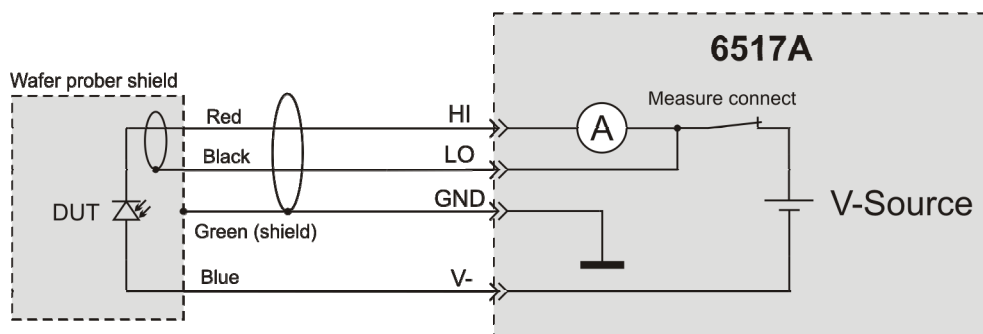 6517A
Wafer prober shield
Measure connect
Red
HI
A
Black
LO
GND
DUT
V-Source
Green (shield)
Blue
V-